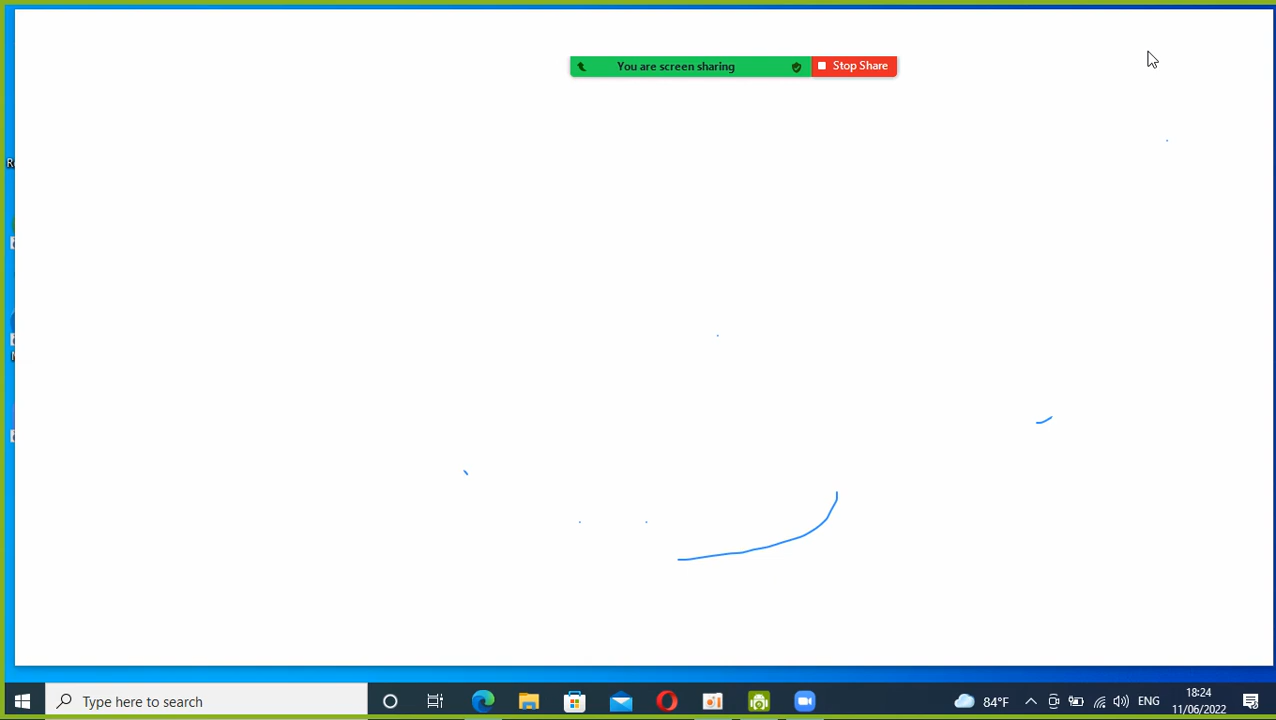 You are screen sharing
Stop Share
Type here to search
84°F
ENG
18:24
11/06/2022